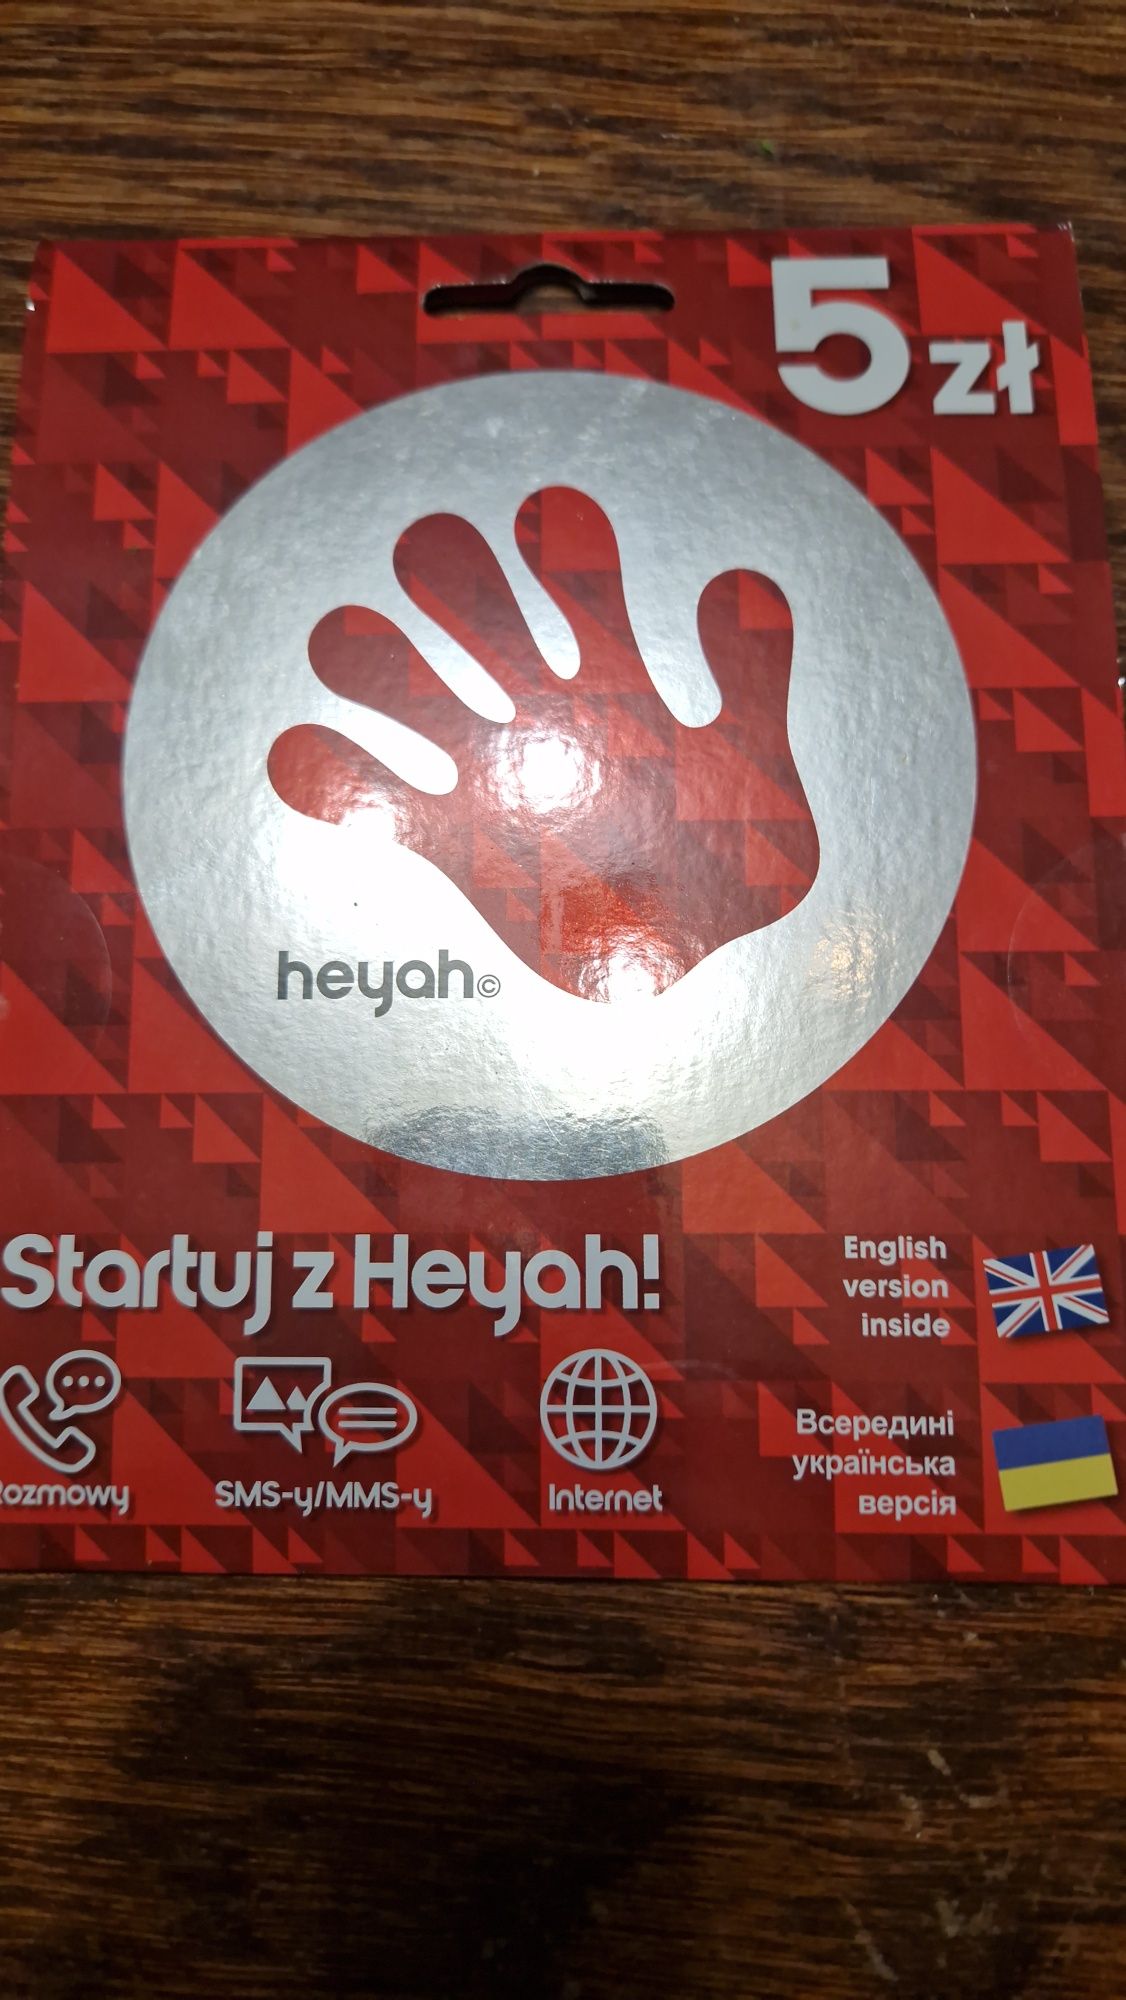 5 zł
heyah©
Startuj z Heyah!
Rozmowy
SMS-y/MMS-y
Internet
English
version
inside
Всередині
українська
версія